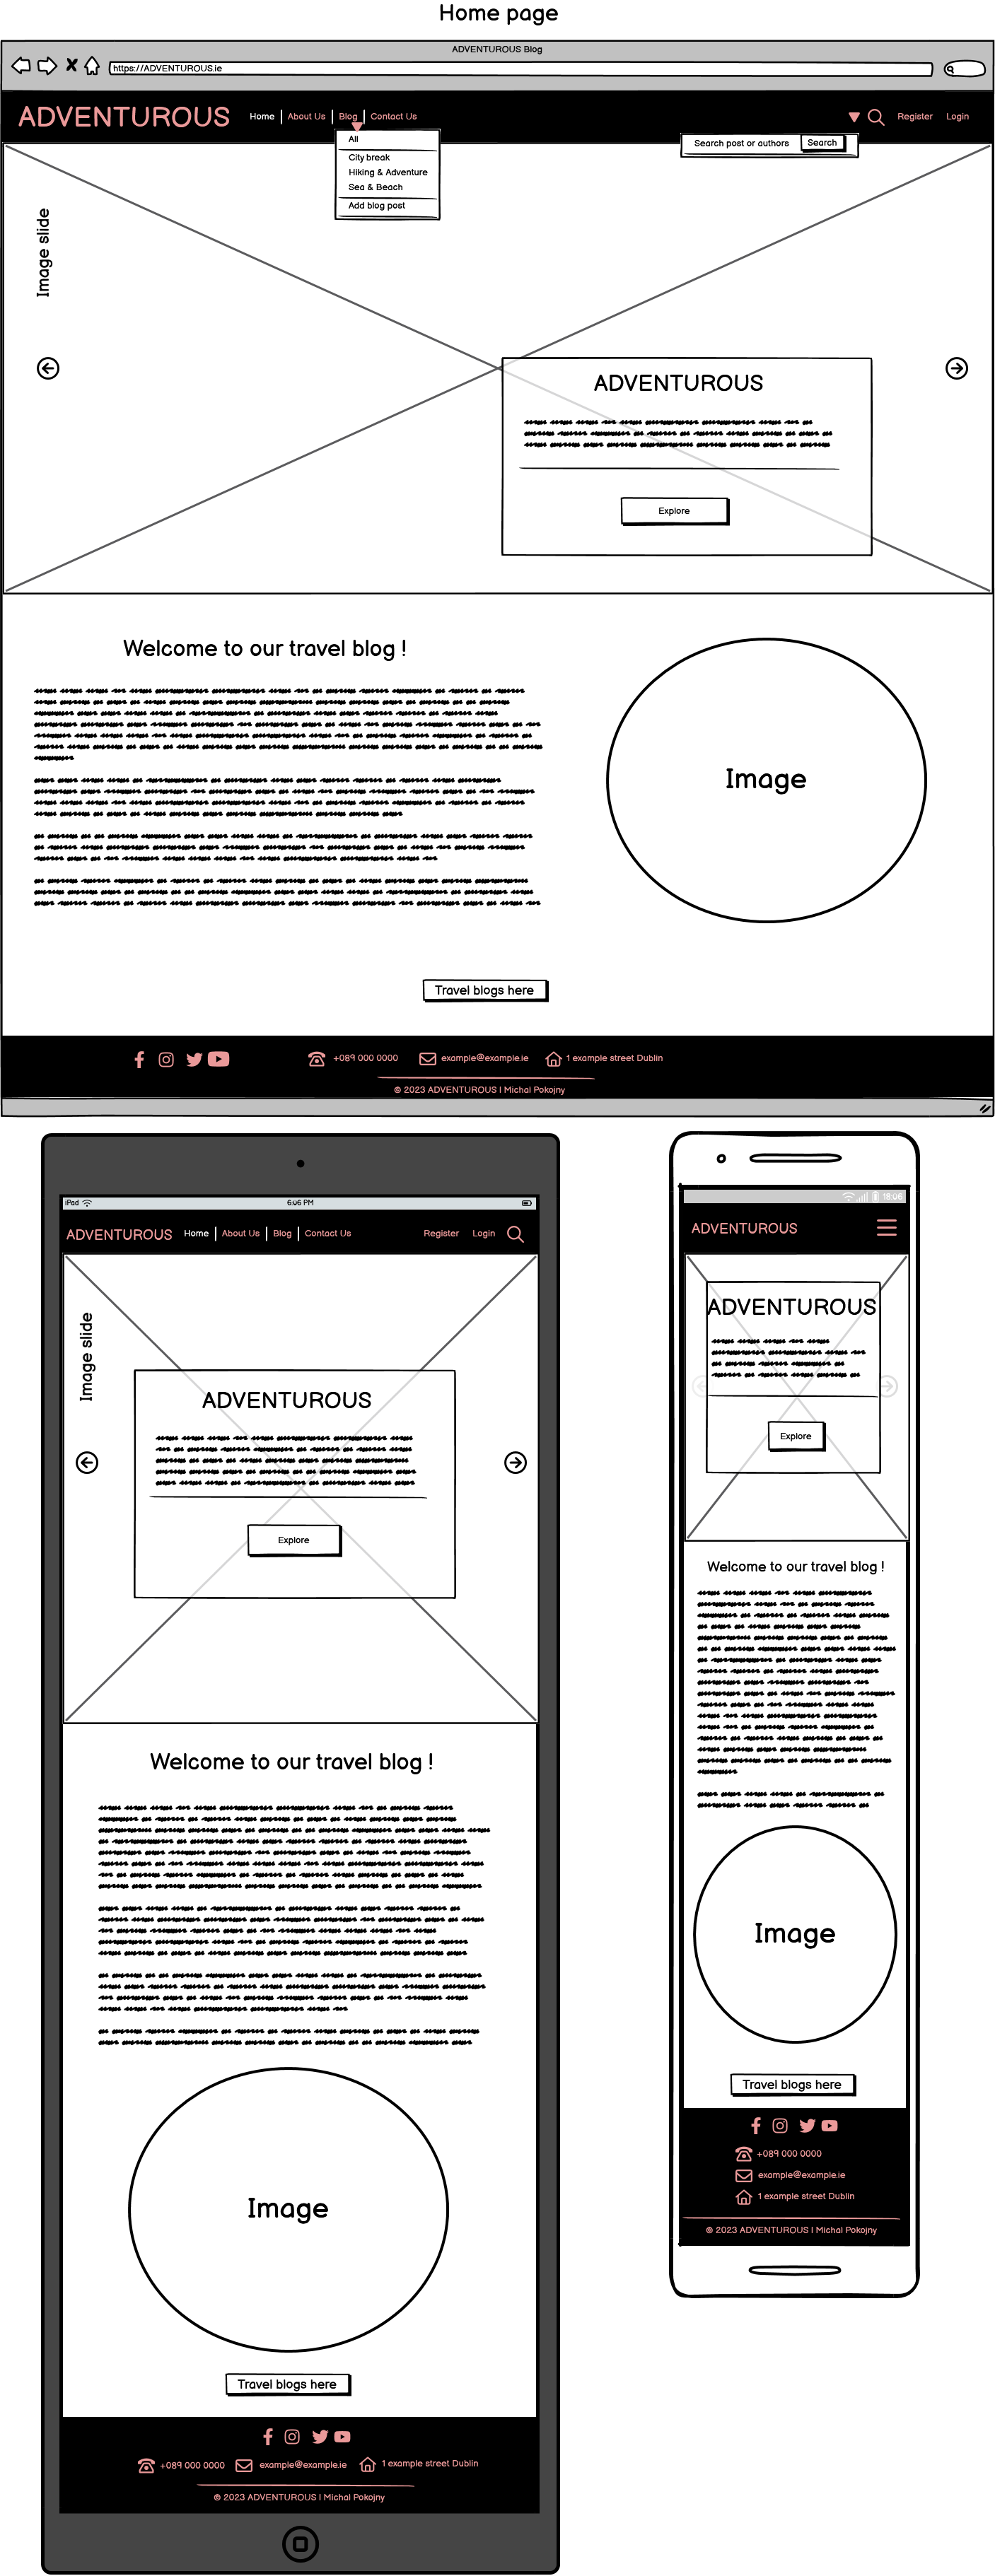 Home page
ADVENTUROUS Blog
https://ADVENTUROUS.ie
ADVENTUROUS Home About Us Blog Contact Us Register Login
All
City break
Hiking & Adventure
Sea & Beach
Add blog post
Search post or authors Search
Image slide
ADVENTUROUS
Explore
Welcome to our travel blog !
Image
Travel blogs here
+089 000 0000 example@example.ie 1 example street Dublin
© 2023 ADVENTUROUS I Michal Pokojny
iPad 6:06 PM
ADVENTUROUS Home About Us Blog Contact Us Register Login
Image slide
ADVENTUROUS
Explore
Welcome to our travel blog !
Image
Travel blogs here
+089 000 0000 example@example.ie 1 example street Dublin
© 2023 ADVENTUROUS I Michal Pokojny
18:06
ADVENTUROUS
ADVENTUROUS
Explore
Welcome to our travel blog !
Image
Travel blogs here
+089 000 0000
example@example.ie
1 example street Dublin
© 2023 ADVENTUROUS I Michal Pokojny